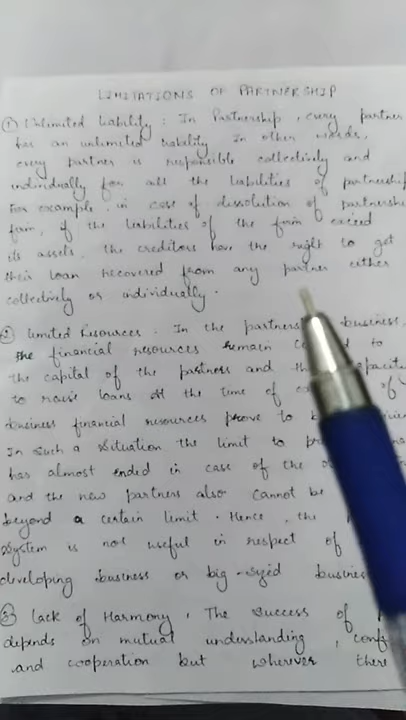 LIMITATIONS OF PARTNERSHIP
① Unlimited Liability : In Partnership, every partner
has an unlimited liability In other words,
every partner is responsible collectively and
individually for all the liabilities of partnership
For example, in case of dissolution of partnership
firm, if the liabilities of the firm exceed
its assets, the creditors have the right to get
their loan recovered from any partner either
collectively or individually.
② Limited Resources. In the partners business,
the financial resources remain to
the capital of the partners and
to raise loans at the time of of
business financial resources prove to
In such a situation the limit to
has almost ended in case of the
and the new partners also cannot be
beyond a certain limit. Hence, the
system is not useful in respect of
developing business or big-syed business
③ Lack of Harmony, The success of
depends on mutual understanding,
and cooperation but wherever there